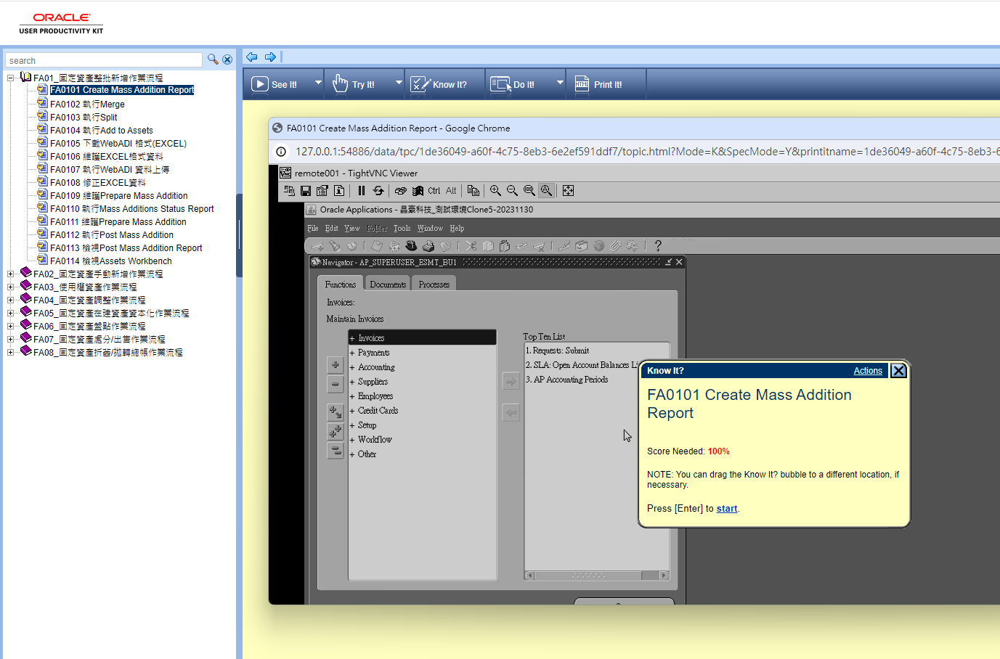 ORACLE
USER PRODUCTIVITY KIT
search
FA01_固定資產整批新增作業流程
FA0101 Create Mass Addition Report
FA0102 執行Merge
FA0103 執行Split
FA0104 執行Add to Assets
FA0105 下載WebADI 格式(EXCEL)
FA0106 維護EXCEL格式資料
FA0107 執行WebADI 資料上傳
FA0108 修正EXCEL資料
FA0109 維護Prepare Mass Addition
FA0110 執行Mass Additions Status Report
FA0111 維護Prepare Mass Addition
FA0112 執行Post Mass Addition
FA0113 檢視Post Mass Addition Report
FA0114 檢視Assets Workbench
FA02_固定資產手動新增作業流程
FA03_使用權資產作業流程
FA04_固定資產調整作業流程
FA05_固定資產在建資產資本化作業流程
FA06_固定資產盤點作業流程
FA07_固定資產處分/出售作業流程
FA08_固定資產折舊/拋轉總帳作業流程
See It!
Try It!
Know It?
Do It!
Print It!
FA0101 Create Mass Addition Report - Google Chrome
127.0.0.1:54886/data/tpc/1de36049-a60f-4c75-8eb3-6e2ef591ddf7/topic.html?Mode=K&SpecMode=Y&printitname=1de36049-a60f-4c75-8eb3-6
remote001 - TightVNC Viewer
Ctrl Alt
Oracle Applications - 晶豪科技_測試環境Clone5-20231130
File Edit View Folder Tools Window Help
Navigator - AP_SUPERUSER_ESMT_BU1
Functions Documents Processes
Invoices:
Maintain Invoices
+ Invoices
+ Payments
+ Accounting
+ Suppliers
+ Employees
+ Credit Cards
+ Setup
+ Workflow
+ Other
Top Ten List
1. Requests: Submit
2. SLA: Open Account Balances Li
3. AP Accounting Periods
Know It?
Actions
FA0101 Create Mass Addition
Report
Score Needed: 100%
NOTE: You can drag the Know It? bubble to a different location, if
necessary.
Press [Enter] to start.